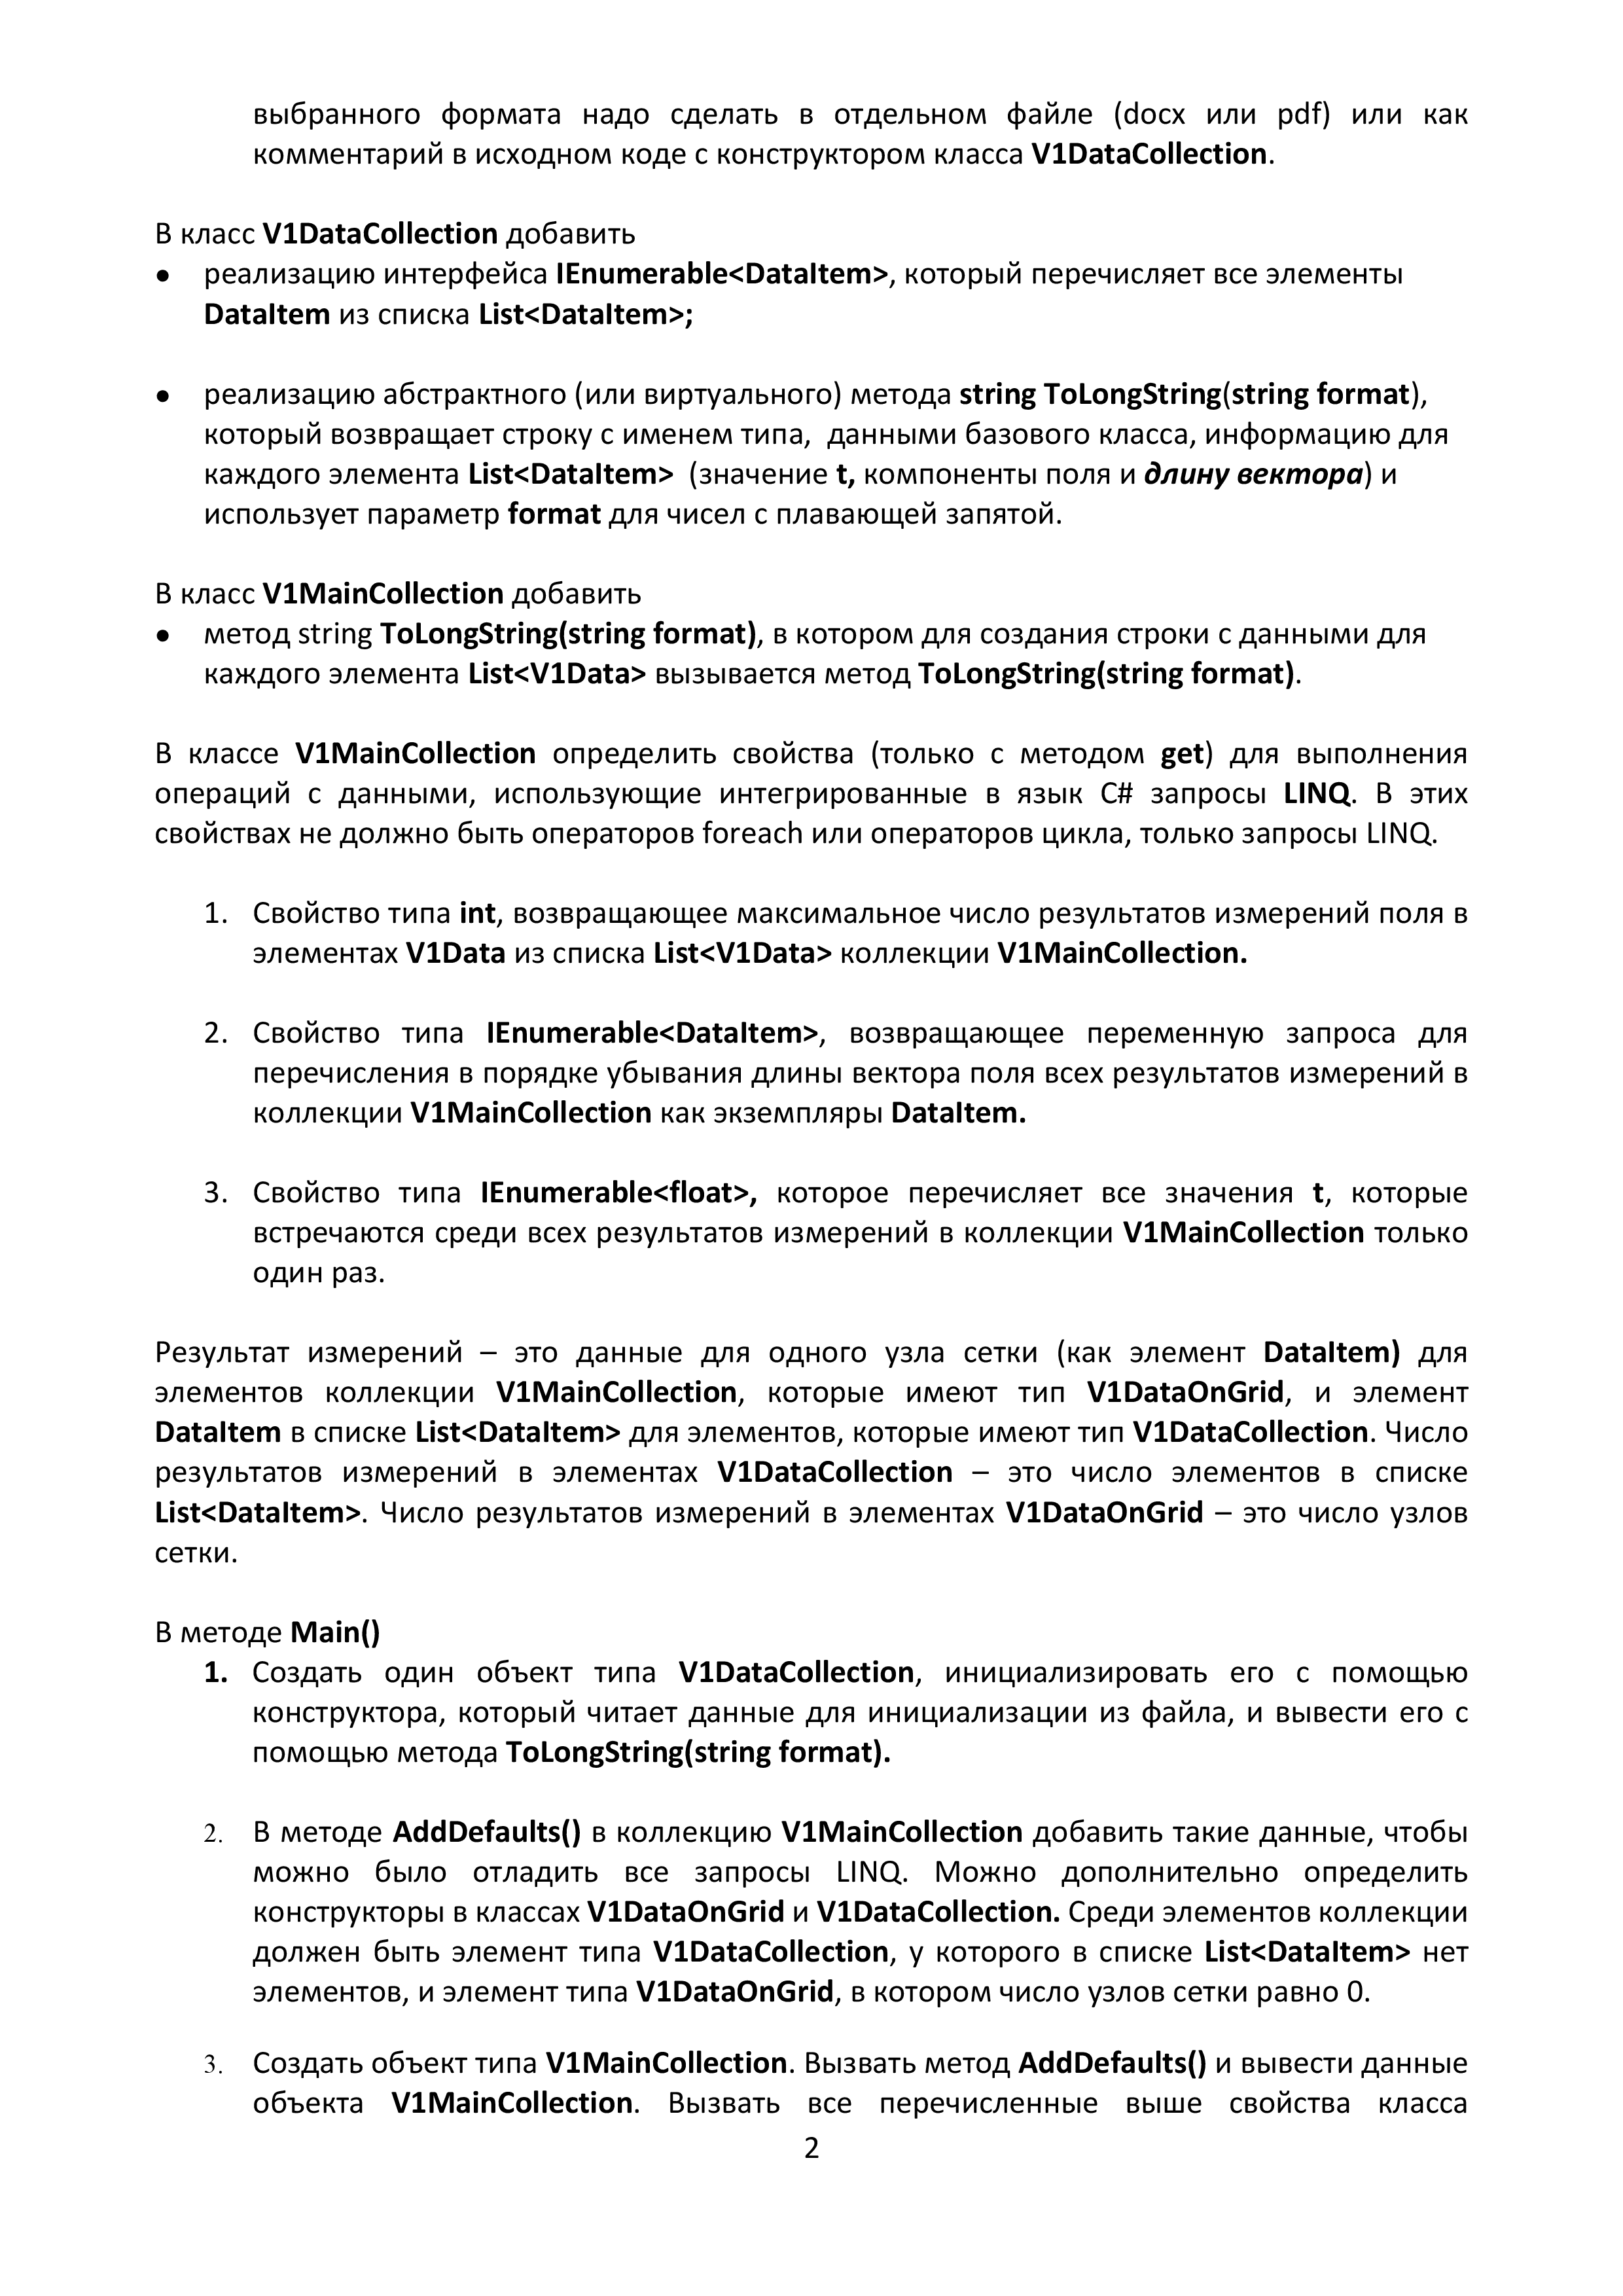 выбранного формата надо сделать в отдельном файле (docx или pdf) или как
комментарий в исходном коде с конструктором класса V1DataCollection.
В класс V1DataCollection добавить
● реализацию интерфейса IEnumerable<DataItem>, который перечисляет все элементы
DataItem из списка List<DataItem>;
● реализацию абстрактного (или виртуального) метода string ToLongString(string format),
который возвращает строку с именем типа, данными базового класса, информацию для
каждого элемента List<DataItem> (значение t, компоненты поля и длину вектора) и
использует параметр format для чисел с плавающей запятой.
В класс V1MainCollection добавить
● метод string ToLongString(string format), в котором для создания строки с данными для
каждого элемента List<V1Data> вызывается метод ToLongString(string format).
В классе V1MainCollection определить свойства (только с методом get) для выполнения
операций с данными, использующие интегрированные в язык C# запросы LINQ. В этих
свойствах не должно быть операторов foreach или операторов цикла, только запросы LINQ.
1. Свойство типа int, возвращающее максимальное число результатов измерений поля в
элементах V1Data из списка List<V1Data> коллекции V1MainCollection.
2. Свойство типа IEnumerable<DataItem>, возвращающее переменную запроса для
перечисления в порядке убывания длины вектора поля всех результатов измерений в
коллекции V1MainCollection как экземпляры DataItem.
3. Свойство типа IEnumerable<float>, которое перечисляет все значения t, которые
встречаются среди всех результатов измерений в коллекции V1MainCollection только
один раз.
Результат измерений – это данные для одного узла сетки (как элемент DataItem) для
элементов коллекции V1MainCollection, которые имеют тип V1DataOnGrid, и элемент
DataItem в списке List<DataItem> для элементов, которые имеют тип V1DataCollection. Число
результатов измерений в элементах V1DataCollection – это число элементов в списке
List<DataItem>. Число результатов измерений в элементах V1DataOnGrid – это число узлов
сетки.
В методе Main()
1. Создать один объект типа V1DataCollection, инициализировать его с помощью
конструктора, который читает данные для инициализации из файла, и вывести его с
помощью метода ToLongString(string format).
2. В методе AddDefaults() в коллекцию V1MainCollection добавить такие данные, чтобы
можно было отладить все запросы LINQ. Можно дополнительно определить
конструкторы в классах V1DataOnGrid и V1DataCollection. Среди элементов коллекции
должен быть элемент типа V1DataCollection, у которого в списке List<DataItem> нет
элементов, и элемент типа V1DataOnGrid, в котором число узлов сетки равно 0.
3. Создать объект типа V1MainCollection. Вызвать метод AddDefaults() и вывести данные
объекта V1MainCollection. Вызвать все перечисленные выше свойства класса
2